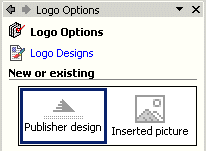 Logo Options
Logo Options
Logo Designs
New or existing
Publisher design
Inserted picture